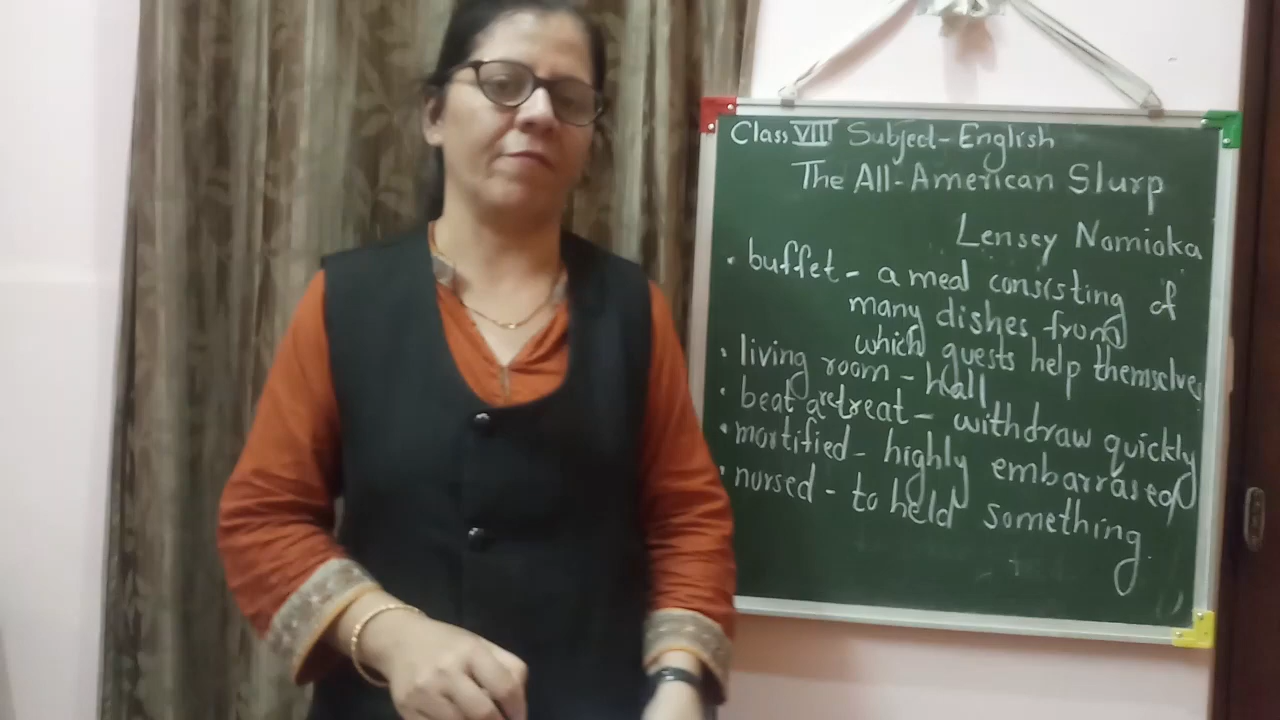 Class VIII Subject-English
The All-American Slurp
Lensey Namioka
• buffet - a meal consisting of
many dishes from
which guests help themselves
• living room - hall
• beat a retreat - withdraw quickly
• mortified - highly embarrased
• nursed - to held something.